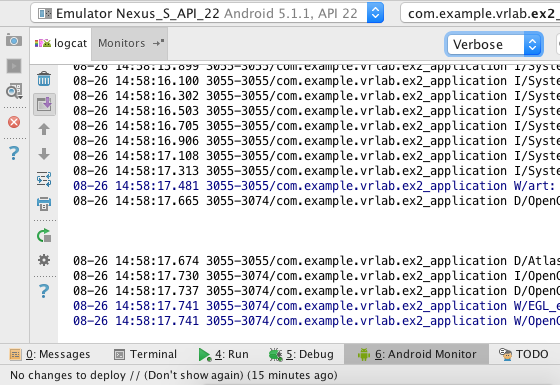 Emulator Nexus_S_API_22 Android 5.1.1, API 22 com.example.vrlab.ex2_
logcat Monitors Verbose
08-26 14:58:15.899 3055-3055/com.example.vrlab.ex2_application I/Syste
08-26 14:58:16.100 3055-3055/com.example.vrlab.ex2_application I/Syste
08-26 14:58:16.302 3055-3055/com.example.vrlab.ex2_application I/Syste
08-26 14:58:16.503 3055-3055/com.example.vrlab.ex2_application I/Syste
08-26 14:58:16.705 3055-3055/com.example.vrlab.ex2_application I/Syste
08-26 14:58:16.906 3055-3055/com.example.vrlab.ex2_application I/Syste
08-26 14:58:17.108 3055-3055/com.example.vrlab.ex2_application I/Syste
08-26 14:58:17.313 3055-3055/com.example.vrlab.ex2_application I/Syste
08-26 14:58:17.481 3055-3055/com.example.vrlab.ex2_application W/art:
08-26 14:58:17.665 3055-3074/com.example.vrlab.ex2_application D/OpenG
08-26 14:58:17.674 3055-3055/com.example.vrlab.ex2_application D/Atlas
08-26 14:58:17.730 3055-3074/com.example.vrlab.ex2_application I/OpenG
08-26 14:58:17.737 3055-3074/com.example.vrlab.ex2_application D/OpenG
08-26 14:58:17.741 3055-3074/com.example.vrlab.ex2_application W/EGL_e
08-26 14:58:17.741 3055-3074/com.example.vrlab.ex2_application W/OpenG
0: Messages Terminal 4: Run 5: Debug 6: Android Monitor TODO
No changes to deploy // (Don't show again) (15 minutes ago)